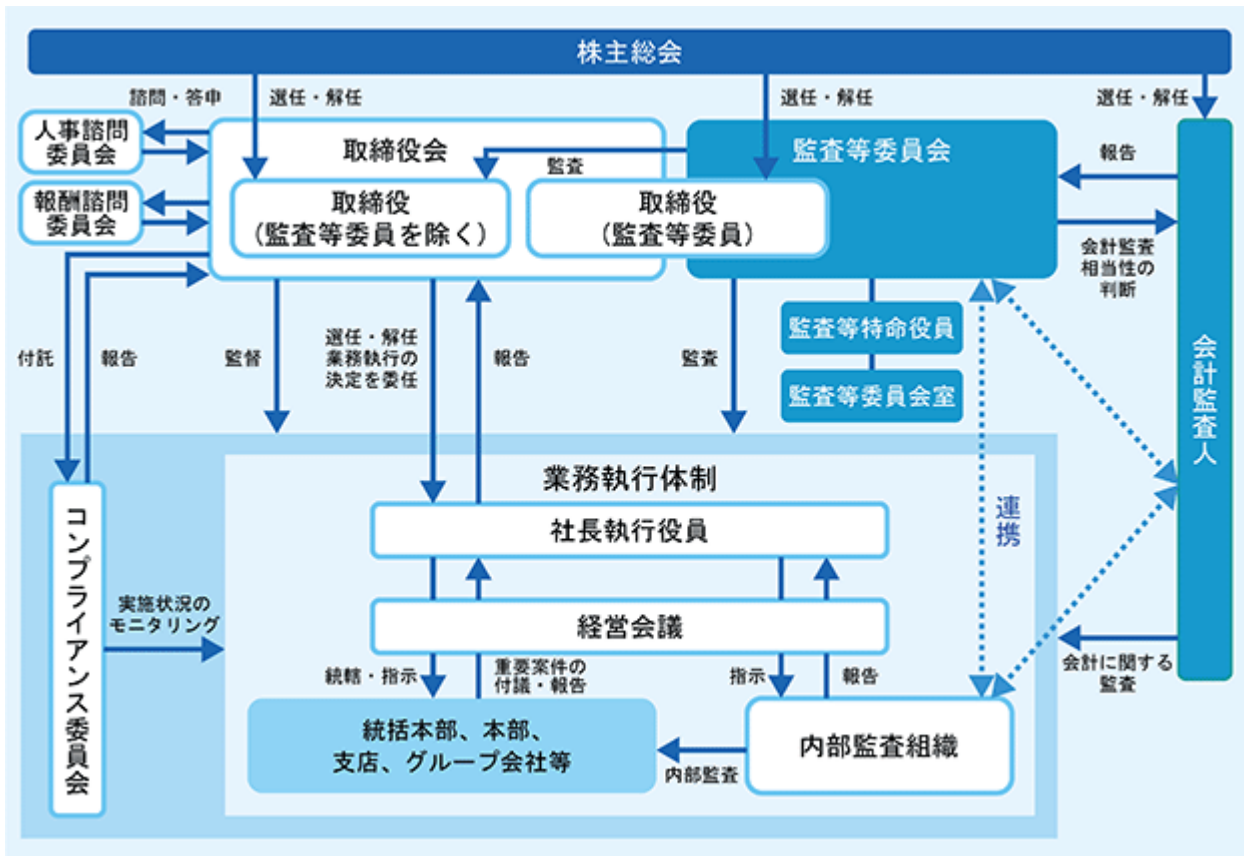 株主総会
諮問・答申
選任・解任
選任・解任
選任・解任
人事諮問
委員会
報酬諮問
委員会
取締役会
監査
監査等委員会
報告
取締役
(監査等委員を除く)
取締役
(監査等委員)
会計監査
相当性の
判断
付託
報告
監督
選任・解任
業務執行の
決定を委任
報告
監査
監査等特命役員
監査等委員会室
会計監査人
業務執行体制
連携
社長執行役員
コンプライアンス委員会
実施状況の
モニタリング
経営会議
統轄・指示
重要案件の
付議・報告
指示
報告
会計に関する
監査
統括本部、本部、
支店、グループ会社等
内部監査
内部監査組織